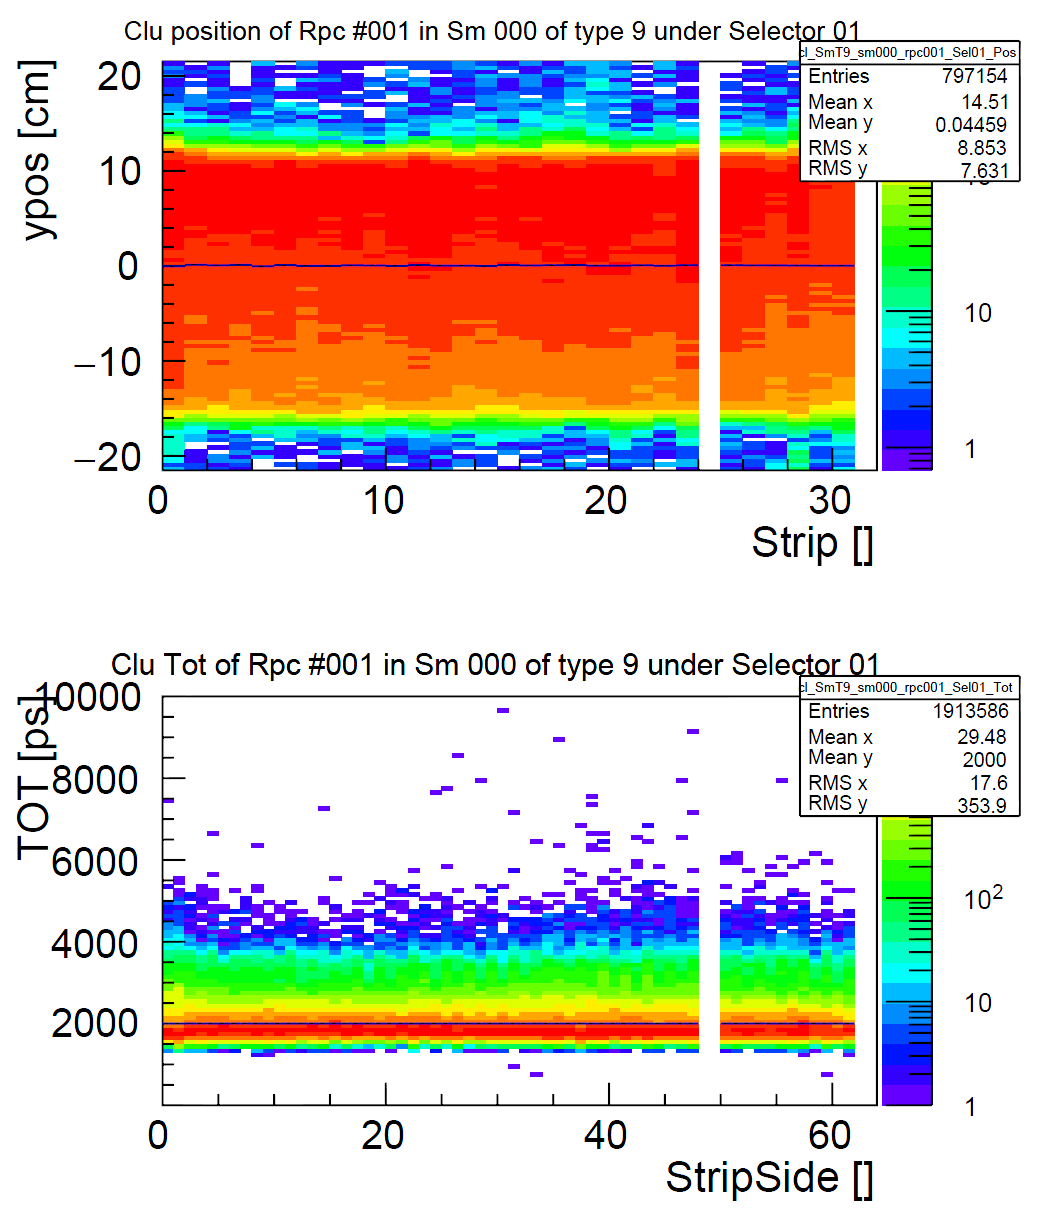 Clu position of Rpc #001 in Sm 000 of type 9 under Selector 01
cl_SmT9_sm000_rpc001_Sel01_Pos
Entries 797154
Mean x 14.51
Mean y 0.04459
RMS x 8.853
RMS y 7.631
ypos [cm]
20
10
0
−10
−20
10
1
0 10 20 30
Strip []
Clu Tot of Rpc #001 in Sm 000 of type 9 under Selector 01
cl_SmT9_sm000_rpc001_Sel01_Tot
Entries 1913586
Mean x 29.48
Mean y 2000
RMS x 17.6
RMS y 353.9
TOT [ps]
10000
8000
6000
4000
2000
10²
10
1
0 20 40 60
StripSide []